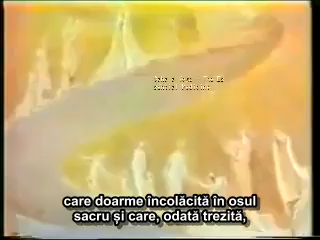 care doarme încolăcită în osul
sacru și care, odată trezită,